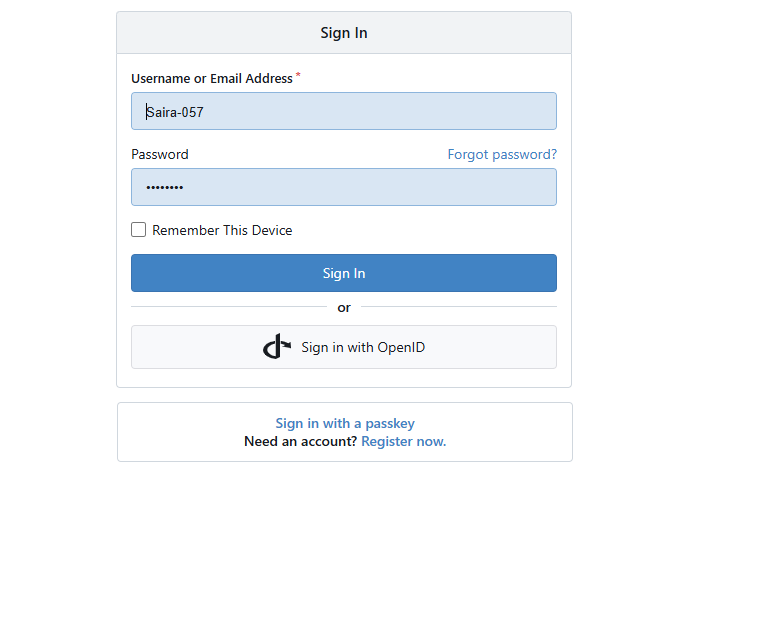 Sign In
Username or Email Address *
Saira-057
Password Forgot password?
••••••••
Remember This Device
Sign In
or
Sign in with OpenID
Sign in with a passkey
Need an account? Register now.